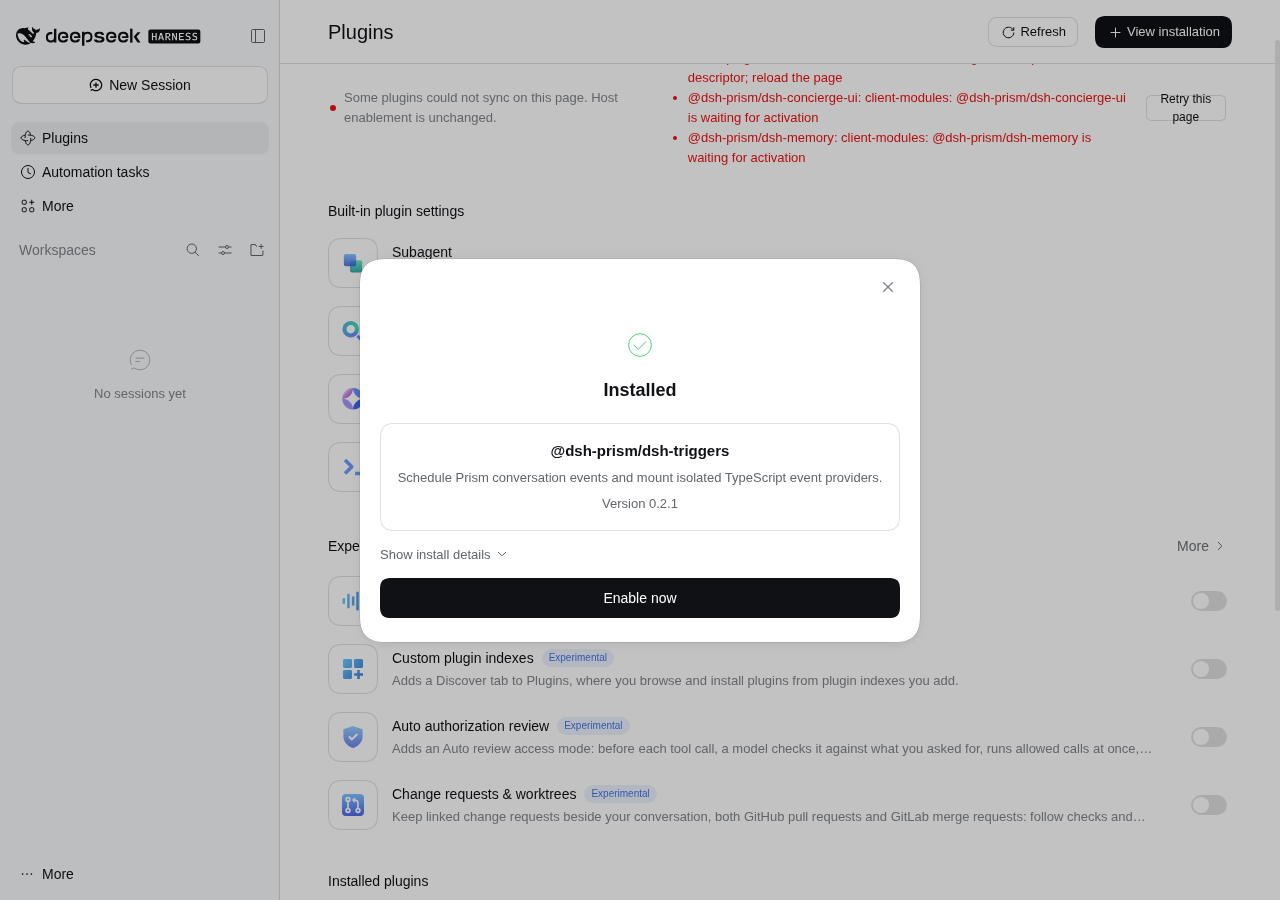 deepseek HARNESS
New Session
Plugins
Automation tasks
More
Workspaces
No sessions yet
More
Plugins
Refresh
View installation
Some plugins could not sync on this page. Host
enablement is unchanged.
descriptor; reload the page
@dsh-prism/dsh-concierge-ui: client-modules: @dsh-prism/dsh-concierge-ui
is waiting for activation
@dsh-prism/dsh-memory: client-modules: @dsh-prism/dsh-memory is
waiting for activation
Retry this
page
Built-in plugin settings
Subagent
Installed
@dsh-prism/dsh-triggers
Schedule Prism conversation events and mount isolated TypeScript event providers.
Version 0.2.1
Show install details
Enable now
Expe
More
Custom plugin indexes Experimental
Adds a Discover tab to Plugins, where you browse and install plugins from plugin indexes you add.
Auto authorization review Experimental
Adds an Auto review access mode: before each tool call, a model checks it against what you asked for, runs allowed calls at once,…
Change requests & worktrees Experimental
Keep linked change requests beside your conversation, both GitHub pull requests and GitLab merge requests: follow checks and…
Installed plugins